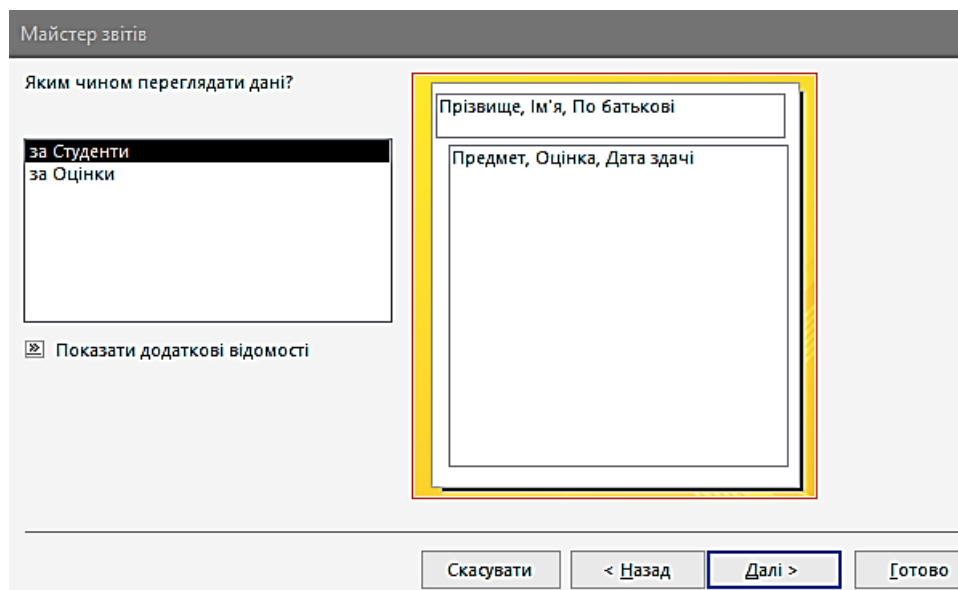 Майстер звітів
Яким чином переглядати дані?
за Студенти
за Оцінки
Показати додаткові відомості
Прізвище, Ім'я, По батькові
Предмет, Оцінка, Дата здачі
Скасувати
< Назад
Далі >
Готово